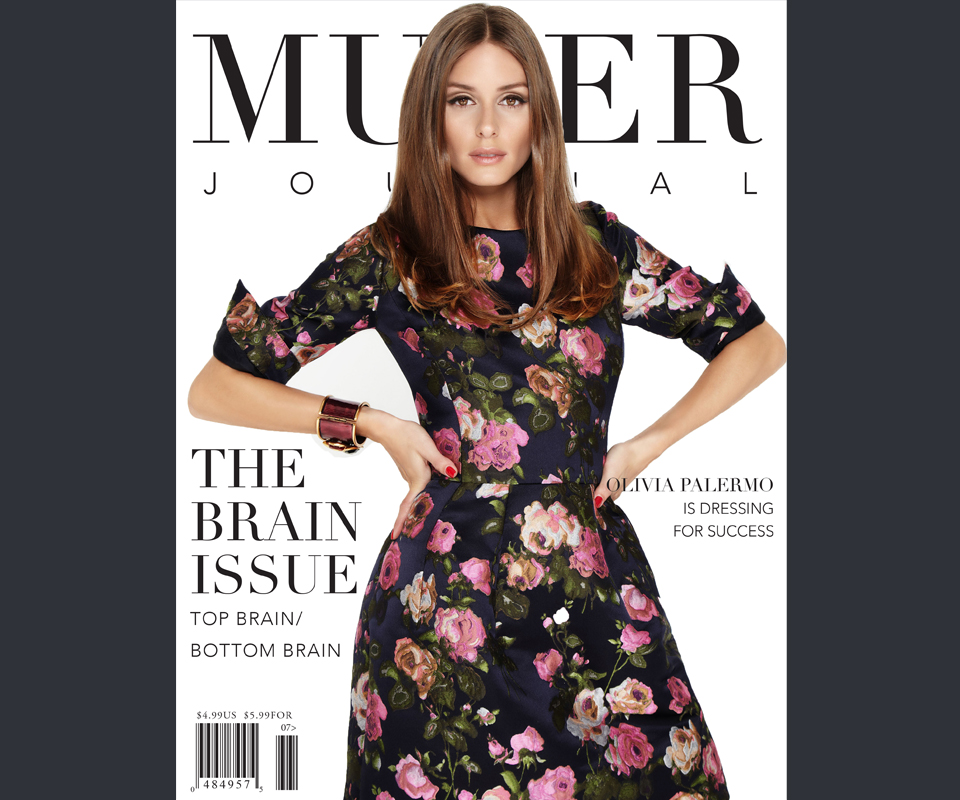 JOURNAL
THE
BRAIN
ISSUE
TOP BRAIN/
BOTTOM BRAIN
OLIVIA PALERMO
IS DRESSING
FOR SUCCESS
$4.99US $5.99FOR
07>
0 484957 5